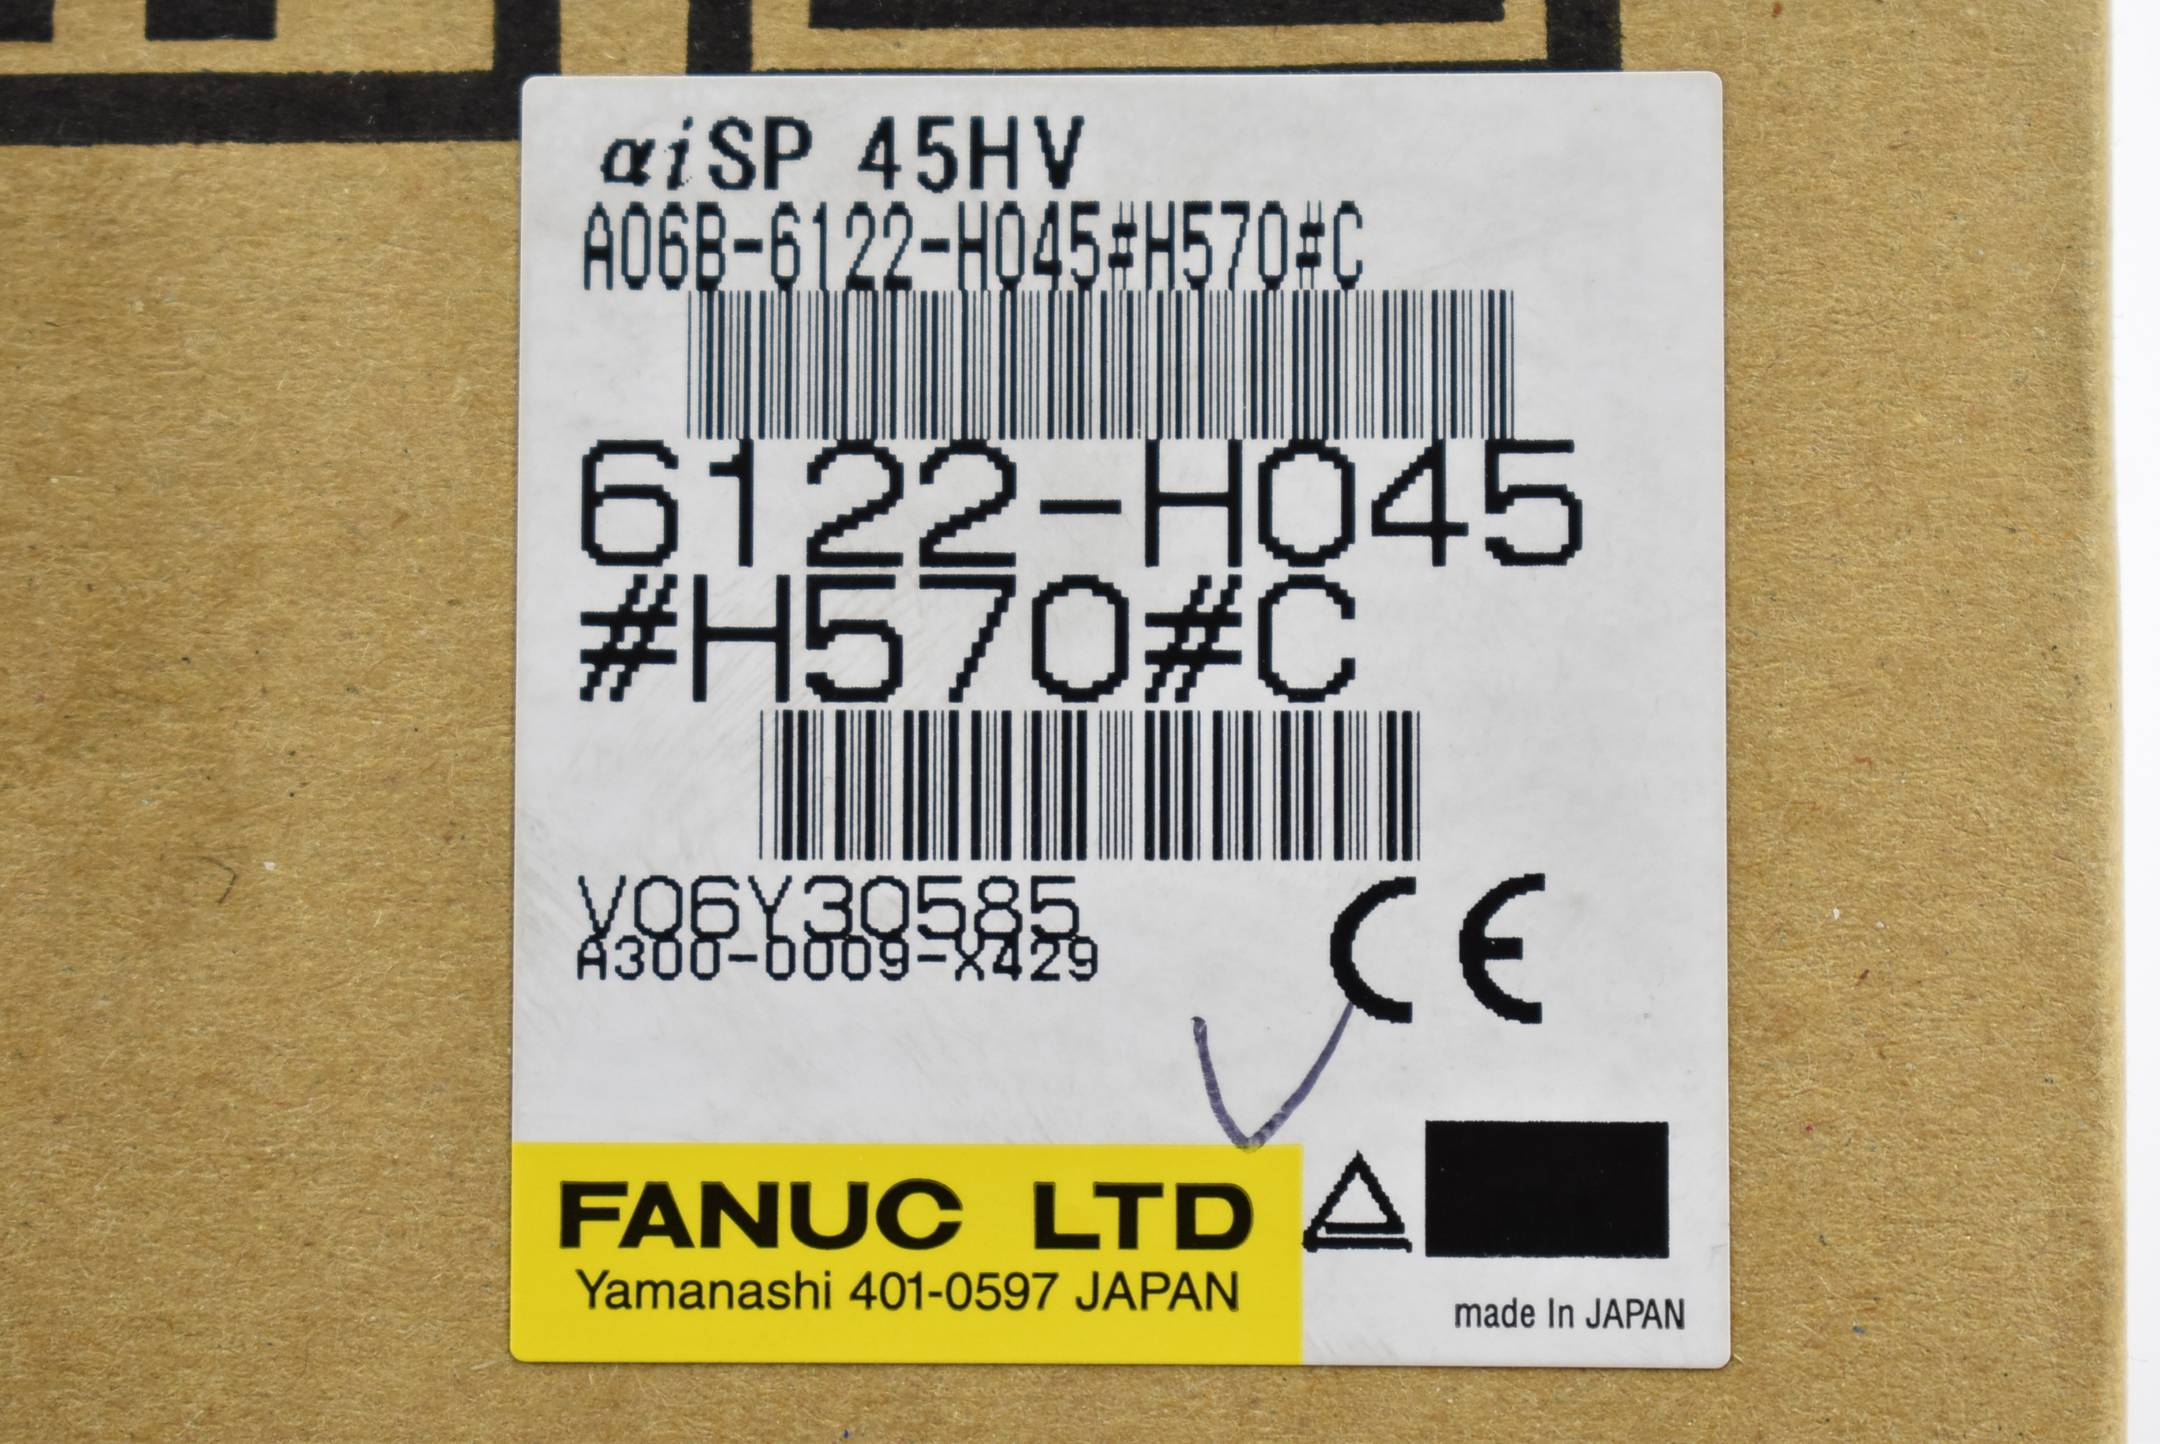 αiSP 45HV
A06B-6122-H045#H570#C
6122-H045
#H570#C
V06Y30585
A300-0009-X429
CE
FANUC LTD
Yamanashi 401-0597 JAPAN
made In JAPAN